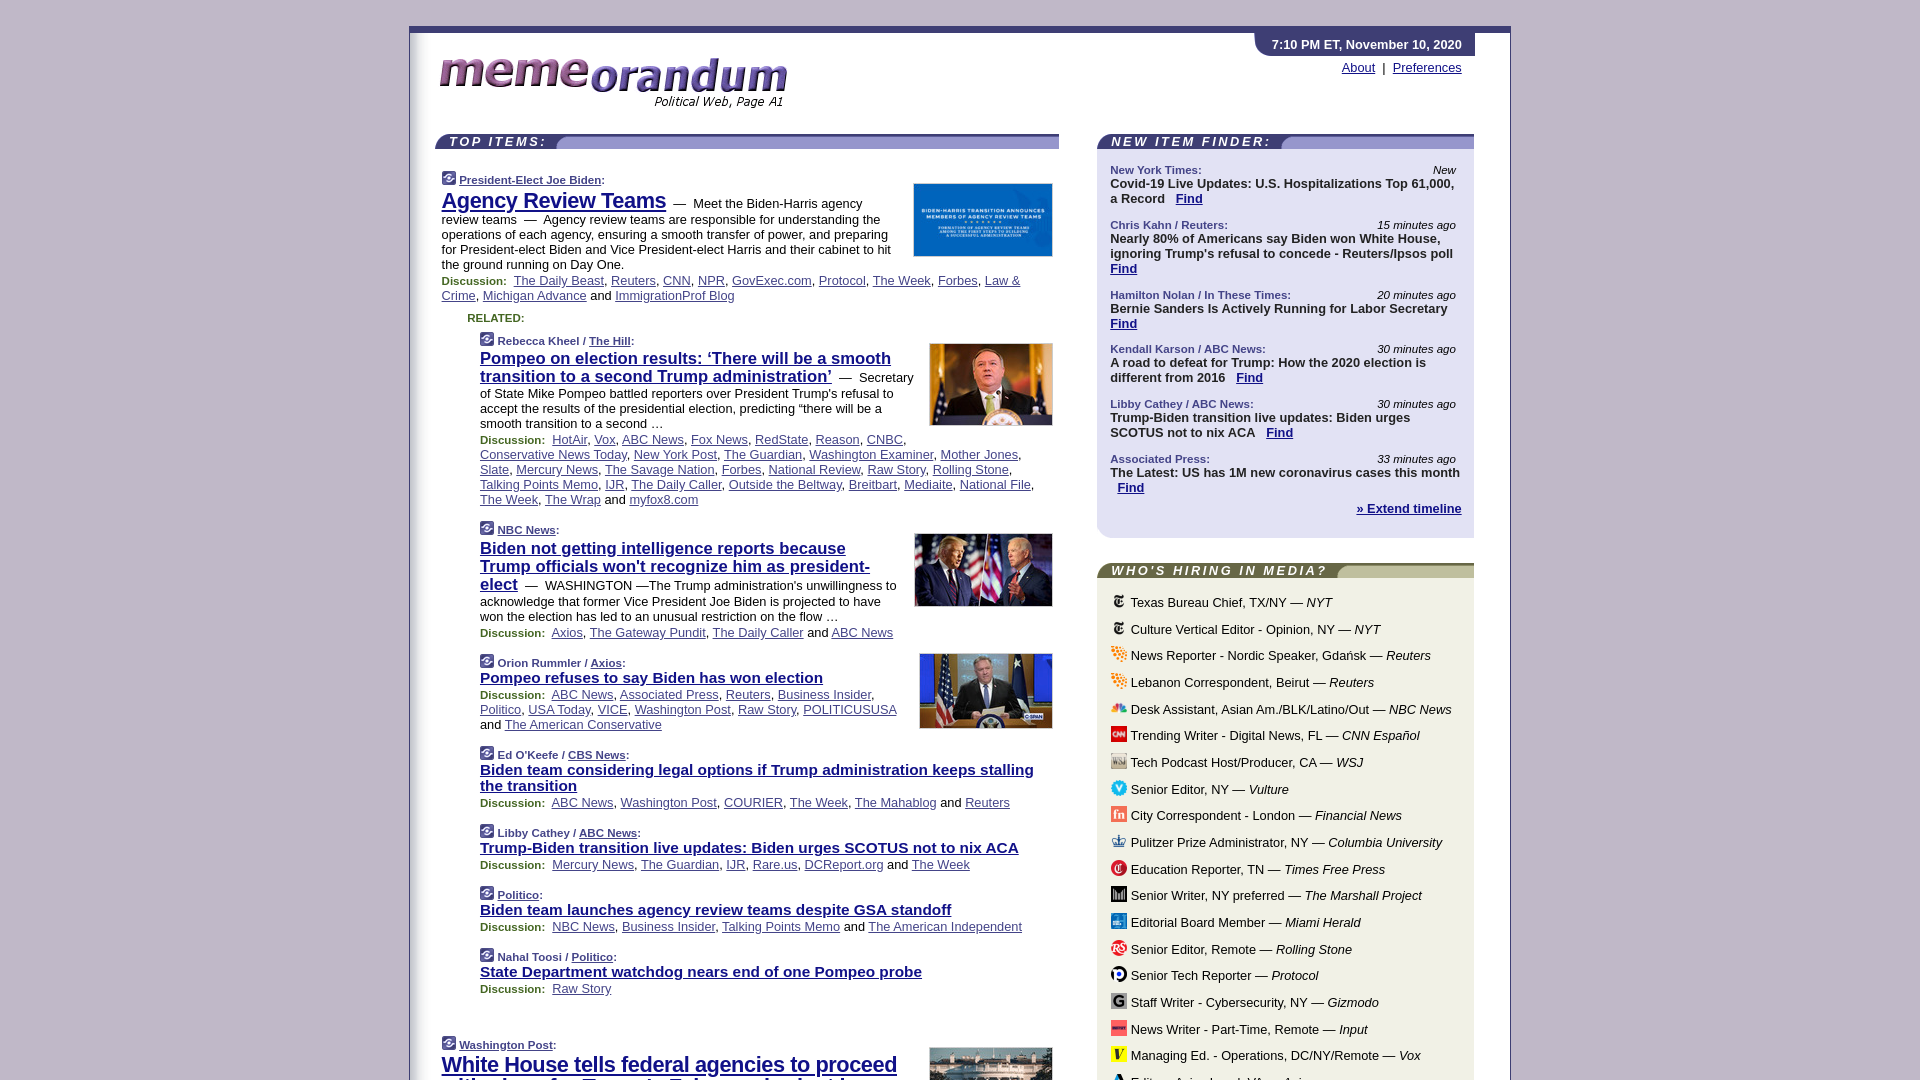 7:10 PM ET, November 10, 2020
About | Preferences
memeorandum
Political Web, Page A1
TOP ITEMS:
President-Elect Joe Biden:
Agency Review Teams — Meet the Biden-Harris agency
review teams — Agency review teams are responsible for understanding the
operations of each agency, ensuring a smooth transfer of power, and preparing
for President-elect Biden and Vice President-elect Harris and their cabinet to hit
the ground running on Day One.
BIDEN-HARRIS TRANSITION ANNOUNCES
MEMBERS OF AGENCY REVIEW TEAMS
FORMATION OF AGENCY REVIEW TEAMS
AMONG THE FIRST STEPS TO BUILDING
A SUCCESSFUL ADMINISTRATION
Discussion: The Daily Beast, Reuters, CNN, NPR, GovExec.com, Protocol, The Week, Forbes, Law &
Crime, Michigan Advance and ImmigrationProf Blog
RELATED:
Rebecca Kheel / The Hill:
Pompeo on election results: ‘There will be a smooth
transition to a second Trump administration’ — Secretary
of State Mike Pompeo battled reporters over President Trump's refusal to
accept the results of the presidential election, predicting “there will be a
smooth transition to a second …
Discussion: HotAir, Vox, ABC News, Fox News, RedState, Reason, CNBC,
Conservative News Today, New York Post, The Guardian, Washington Examiner, Mother Jones,
Slate, Mercury News, The Savage Nation, Forbes, National Review, Raw Story, Rolling Stone,
Talking Points Memo, IJR, The Daily Caller, Outside the Beltway, Breitbart, Mediaite, National File,
The Week, The Wrap and myfox8.com
NBC News:
Biden not getting intelligence reports because
Trump officials won't recognize him as president-
elect — WASHINGTON —The Trump administration's unwillingness to
acknowledge that former Vice President Joe Biden is projected to have
won the election has led to an unusual restriction on the flow …
Discussion: Axios, The Gateway Pundit, The Daily Caller and ABC News
Orion Rummler / Axios:
Pompeo refuses to say Biden has won election
Discussion: ABC News, Associated Press, Reuters, Business Insider,
Politico, USA Today, VICE, Washington Post, Raw Story, POLITICUSUSA
and The American Conservative
C-SPAN
Ed O'Keefe / CBS News:
Biden team considering legal options if Trump administration keeps stalling
the transition
Discussion: ABC News, Washington Post, COURIER, The Week, The Mahablog and Reuters
Libby Cathey / ABC News:
Trump-Biden transition live updates: Biden urges SCOTUS not to nix ACA
Discussion: Mercury News, The Guardian, IJR, Rare.us, DCReport.org and The Week
Politico:
Biden team launches agency review teams despite GSA standoff
Discussion: NBC News, Business Insider, Talking Points Memo and The American Independent
Nahal Toosi / Politico:
State Department watchdog nears end of one Pompeo probe
Discussion: Raw Story
Washington Post:
White House tells federal agencies to proceed
NEW ITEM FINDER:
New York Times: New
Covid-19 Live Updates: U.S. Hospitalizations Top 61,000,
a Record Find
Chris Kahn / Reuters: 15 minutes ago
Nearly 80% of Americans say Biden won White House,
ignoring Trump's refusal to concede - Reuters/Ipsos poll
Find
Hamilton Nolan / In These Times: 20 minutes ago
Bernie Sanders Is Actively Running for Labor Secretary
Find
Kendall Karson / ABC News: 30 minutes ago
A road to defeat for Trump: How the 2020 election is
different from 2016 Find
Libby Cathey / ABC News: 30 minutes ago
Trump-Biden transition live updates: Biden urges
SCOTUS not to nix ACA Find
Associated Press: 33 minutes ago
The Latest: US has 1M new coronavirus cases this month
Find
» Extend timeline
WHO'S HIRING IN MEDIA?
Texas Bureau Chief, TX/NY — NYT
Culture Vertical Editor - Opinion, NY — NYT
News Reporter - Nordic Speaker, Gdańsk — Reuters
Lebanon Correspondent, Beirut — Reuters
Desk Assistant, Asian Am./BLK/Latino/Out — NBC News
Trending Writer - Digital News, FL — CNN Español
Tech Podcast Host/Producer, CA — WSJ
Senior Editor, NY — Vulture
City Correspondent - London — Financial News
Pulitzer Prize Administrator, NY — Columbia University
Education Reporter, TN — Times Free Press
Senior Writer, NY preferred — The Marshall Project
Editorial Board Member — Miami Herald
Senior Editor, Remote — Rolling Stone
Senior Tech Reporter — Protocol
Staff Writer - Cybersecurity, NY — Gizmodo
News Writer - Part-Time, Remote — Input
Managing Ed. - Operations, DC/NY/Remote — Vox